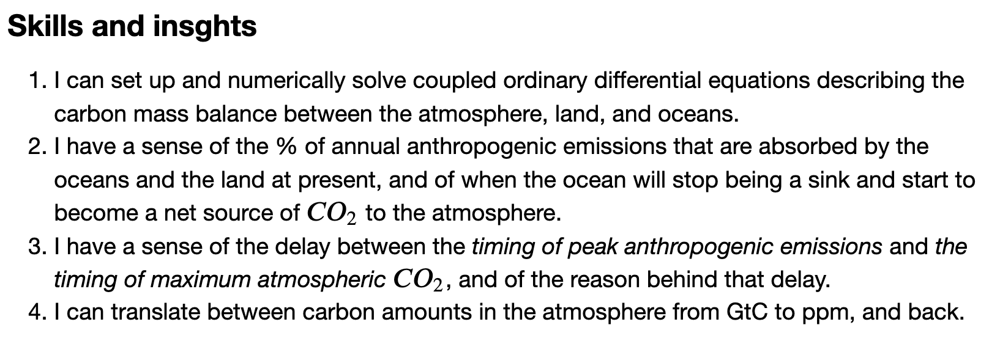 Skills and insghts
1. I can set up and numerically solve coupled ordinary differential equations describing the
carbon mass balance between the atmosphere, land, and oceans.
2. I have a sense of the % of annual anthropogenic emissions that are absorbed by the
oceans and the land at present, and of when the ocean will stop being a sink and start to
become a net source of CO₂ to the atmosphere.
3. I have a sense of the delay between the timing of peak anthropogenic emissions and the
timing of maximum atmospheric CO₂, and of the reason behind that delay.
4. I can translate between carbon amounts in the atmosphere from GtC to ppm, and back.